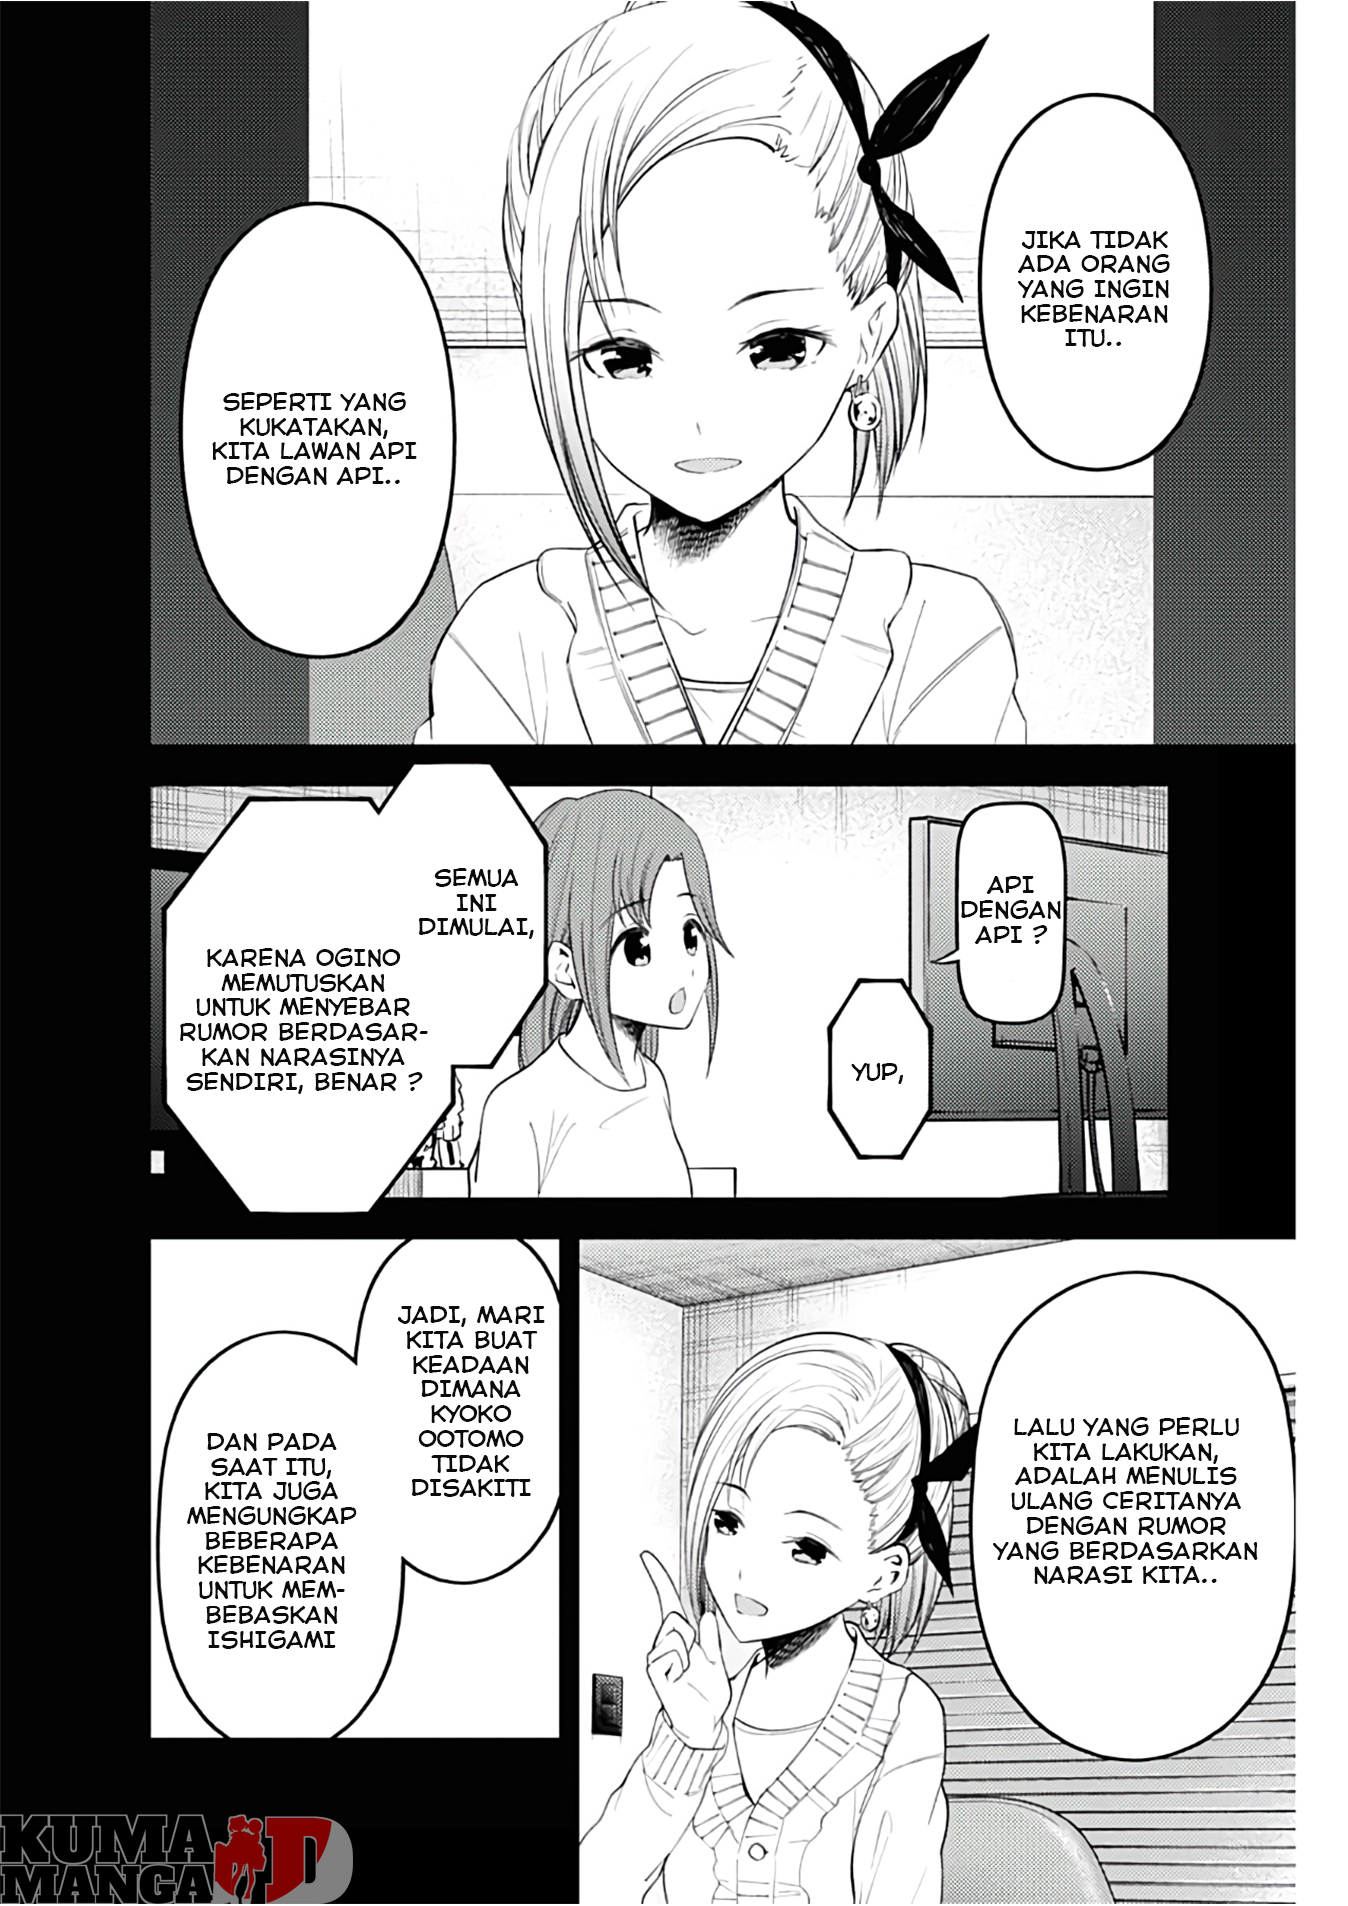 JIKA TIDAK
ADA ORANG
YANG INGIN
KEBENARAN
ITU..
SEPERTI YANG
KUKATAKAN,
KITA LAWAN API
DENGAN API..
API
DENGAN
API ?
YUP,
SEMUA
INI
DIMULAI,
KARENA OGINO
MEMUTUSKAN
UNTUK MENYEBAR
RUMOR BERDASAR-
KAN NARASINYA
SENDIRI, BENAR ?
LALU YANG PERLU
KITA LAKUKAN,
ADALAH MENULIS
ULANG CERITANYA
DENGAN RUMOR
YANG BERDASARKAN
NARASI KITA..
JADI, MARI
KITA BUAT
KEADAAN
DIMANA
KYOKO
OOTOMO
TIDAK
DISAKITI
DAN PADA
SAAT ITU,
KITA JUGA
MENGUNGKAP
BEBERAPA
KEBENARAN
UNTUK MEM-
BEBASKAN
ISHIGAMI
KUMA
MANGA
ID